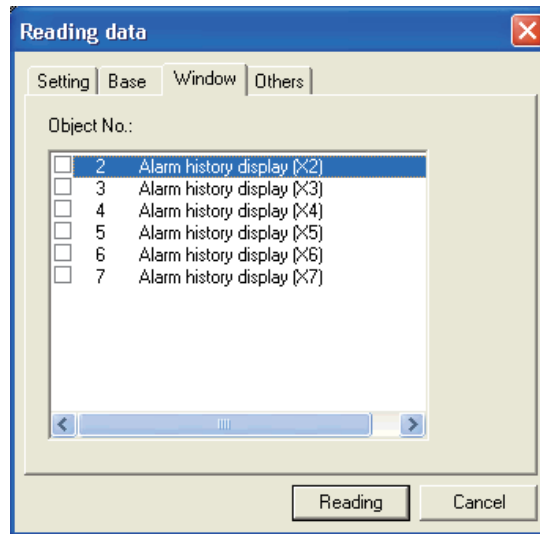 Reading data
Setting Base Window Others
Object No.:
2 Alarm history display (X2)
3 Alarm history display (X3)
4 Alarm history display (X4)
5 Alarm history display (X5)
6 Alarm history display (X6)
7 Alarm history display (X7)
Reading Cancel